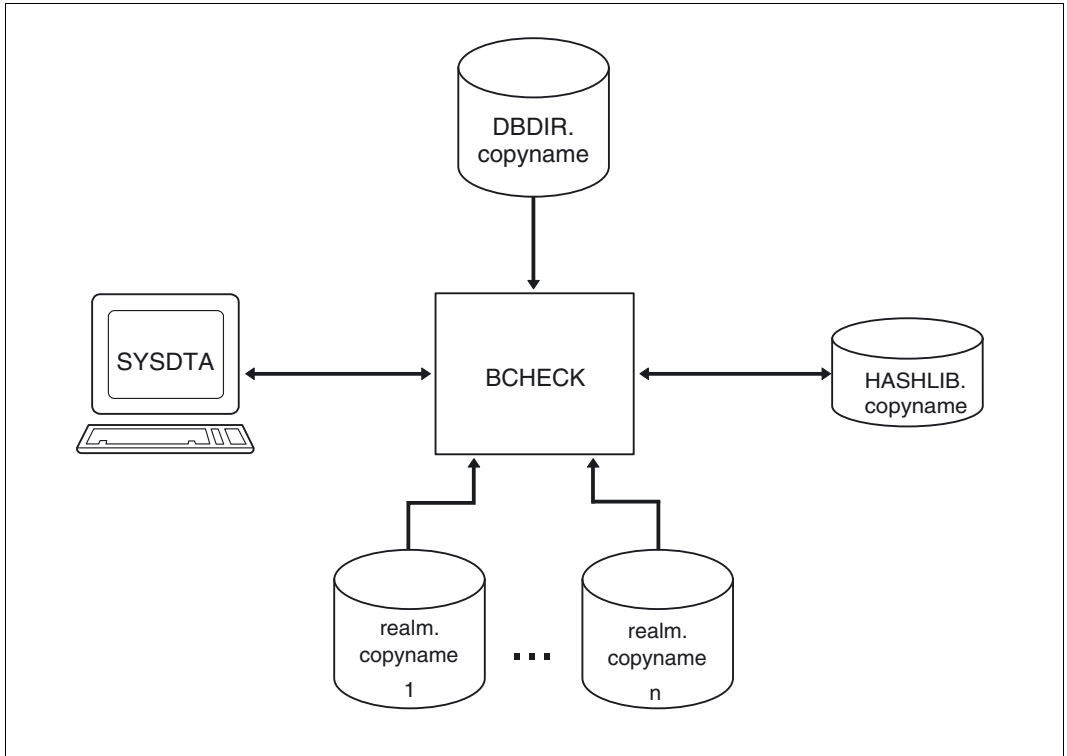 DBDIR.
copyname
SYSDTA
BCHECK
HASHLIB.
copyname
realm.
copyname
1
...
realm.
copyname
n